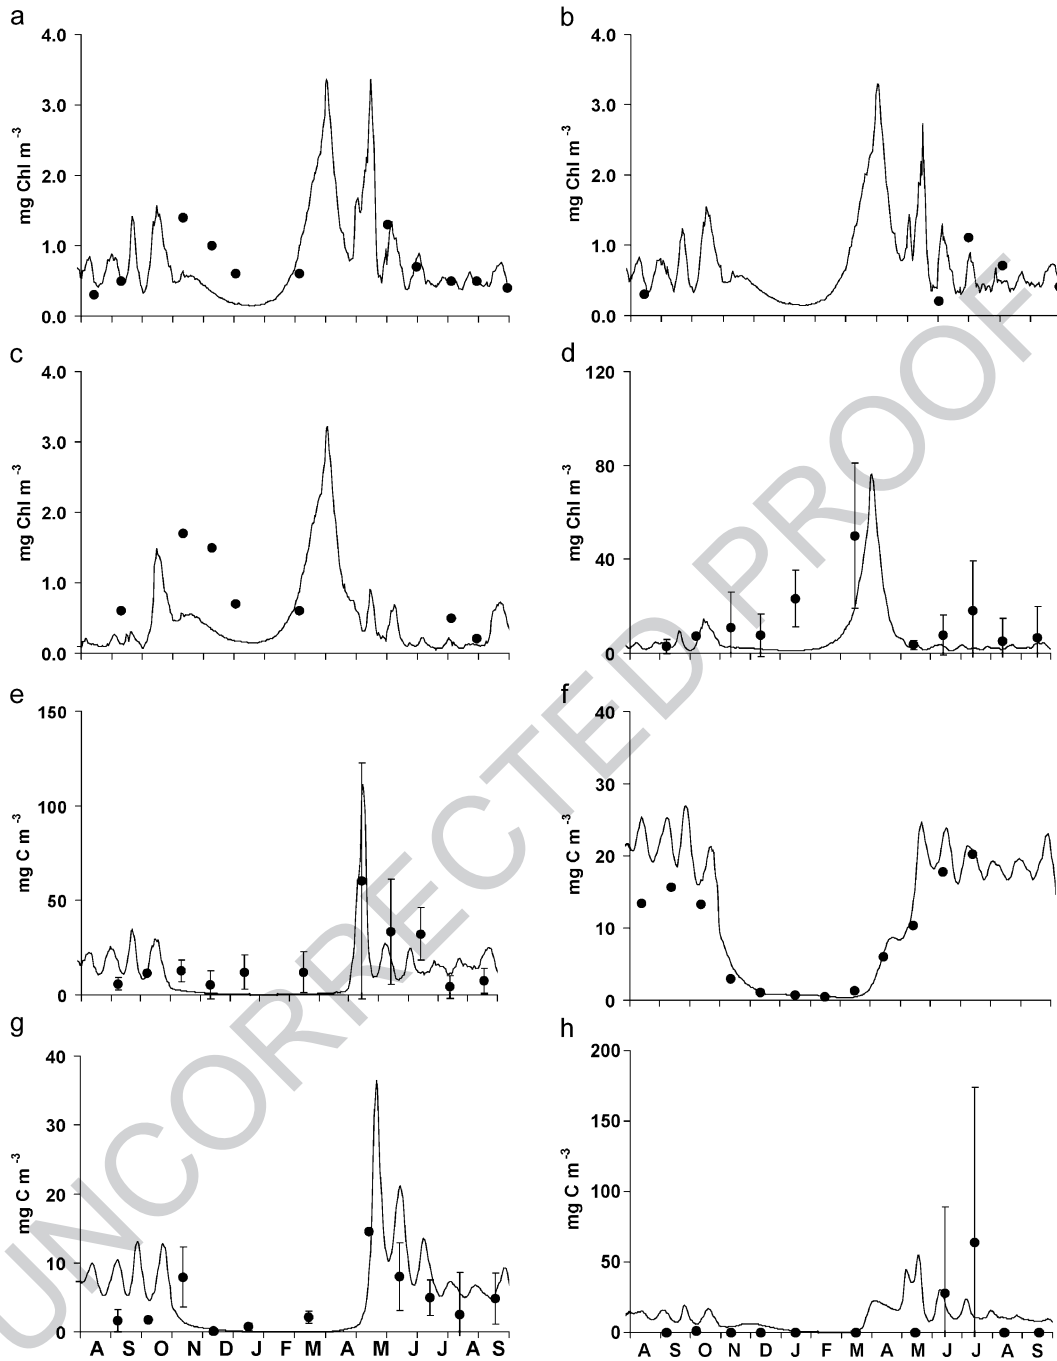 a
4.0
3.0
2.0
1.0
0.0
mg Chl m⁻³
b
4.0
3.0
2.0
1.0
0.0
mg Chl m⁻³
c
4.0
3.0
2.0
1.0
0.0
mg Chl m⁻³
d
120
80
40
0
mg Chl m⁻³
e
150
100
50
0
mg C m⁻³
f
40
30
20
10
0
mg C m⁻³
g
40
30
20
10
0
mg C m⁻³
A S O N D J F M A M J J A S
h
200
150
100
50
0
mg C m⁻³
A S O N D J F M A M J J A S
UNCORRECTED PROOF